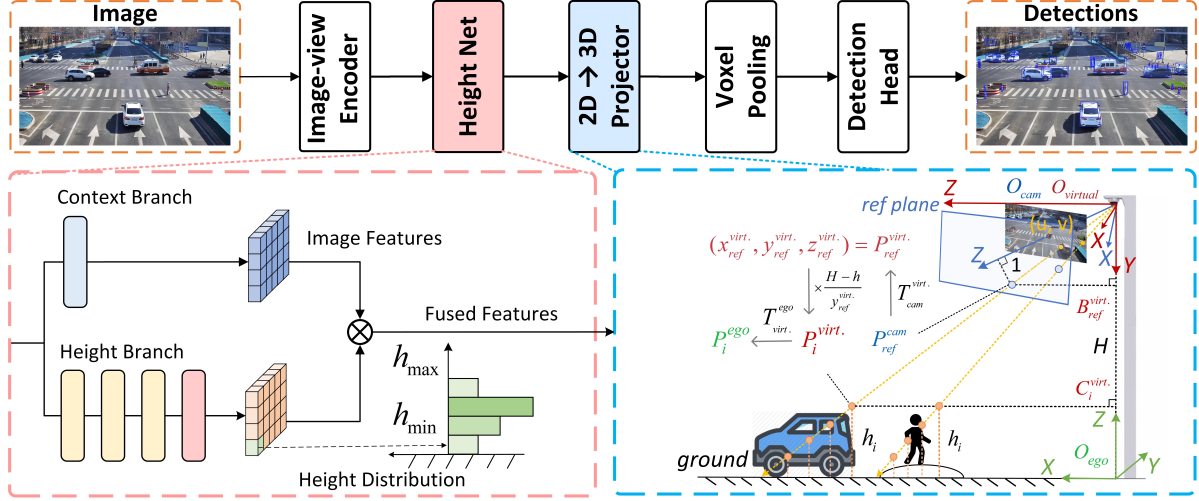 Image
Image-view Encoder
Height Net
2D → 3D Projector
Voxel Pooling
Detection Head
Detections
Context Branch
Image Features
Fused Features
Height Branch
h_max
h_min
Height Distribution
Z
O_cam
O_virtual
ref plane
(u, v)
X
X
Y
Z
1
(x_ref^virt., y_ref^virt., z_ref^virt.) = P_ref^virt.
× (H − h_i) / y_ref^virt.
T_cam^virt.
T_virt.^ego
P_i^ego
P_i^virt.
P_ref^cam
B_ref^virt.
H
C_i^virt.
h_i
h_i
ground
Z
O_ego
X
Y